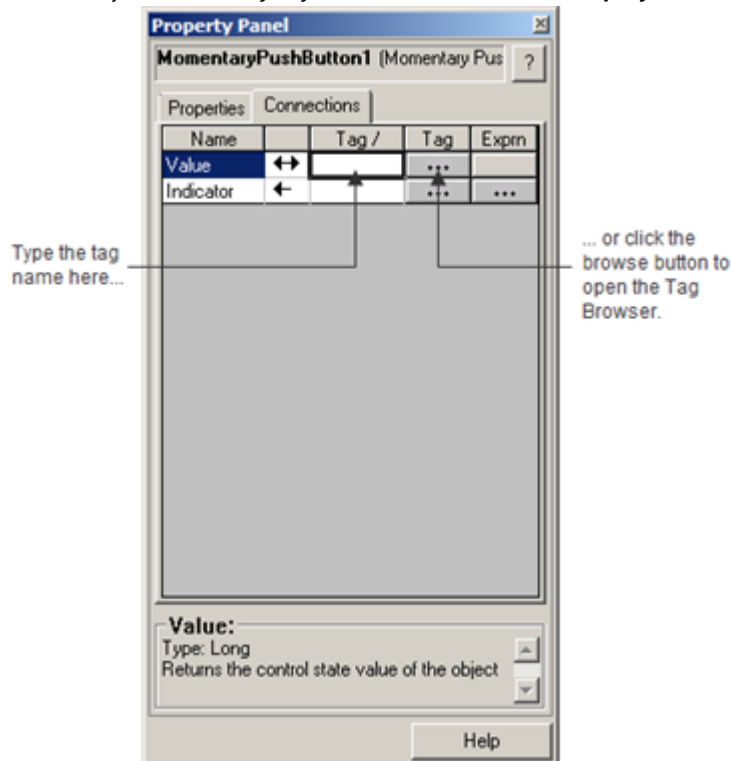 Property Panel
MomentaryPushButton1 (Momentary Pus
?
Properties Connections
Name Tag / Tag Exprn
Value ...
Indicator ... ...
Type the tag
name here...
... or click the
browse button to
open the Tag
Browser.
Value:
Type: Long
Returns the control state value of the object
Help